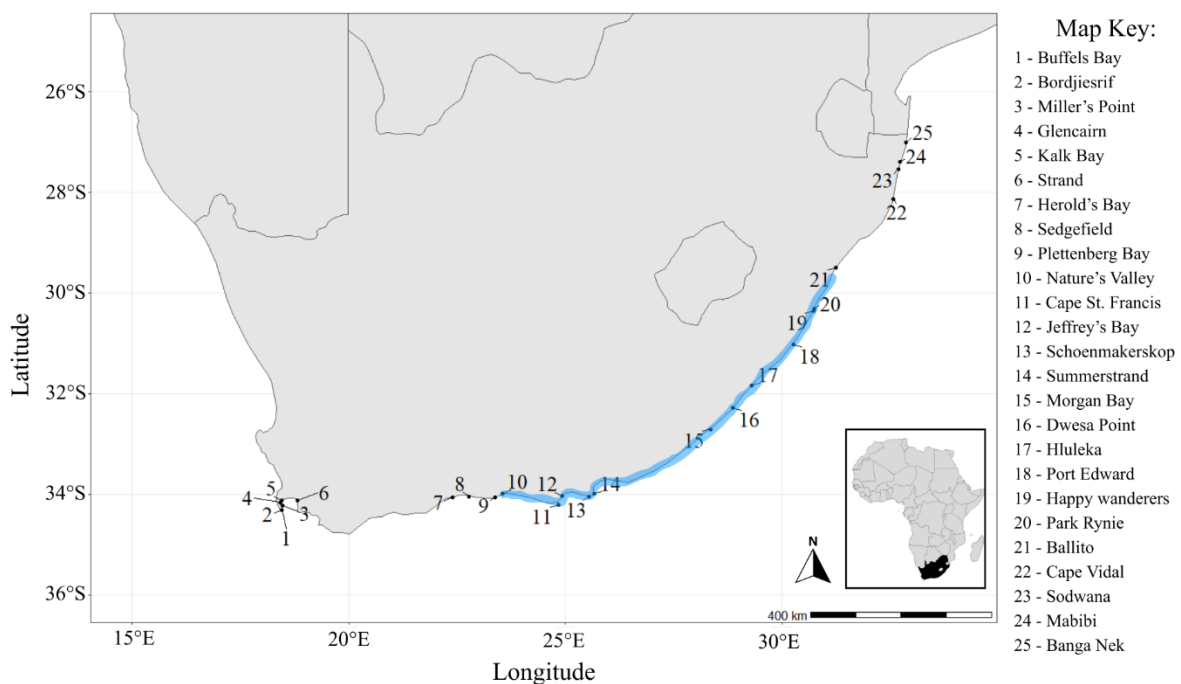 Map Key:
1 - Buffels Bay
2 - Bordjiesrif
3 - Miller's Point
4 - Glencairn
5 - Kalk Bay
6 - Strand
7 - Herold's Bay
8 - Sedgefield
9 - Plettenberg Bay
10 - Nature's Valley
11 - Cape St. Francis
12 - Jeffrey's Bay
13 - Schoenmakerskop
14 - Summerstrand
15 - Morgan Bay
16 - Dwesa Point
17 - Hluleka
18 - Port Edward
19 - Happy wanderers
20 - Park Rynie
21 - Ballito
22 - Cape Vidal
23 - Sodwana
24 - Mabibi
25 - Banga Nek
Latitude
26°S
28°S
30°S
32°S
34°S
36°S
25
24
23
22
21
20
19
18
17
16
15
14
13
12
11
10
9
8
7
6
5
4
3
2
1
N
400 km
15°E
20°E
25°E
30°E
Longitude